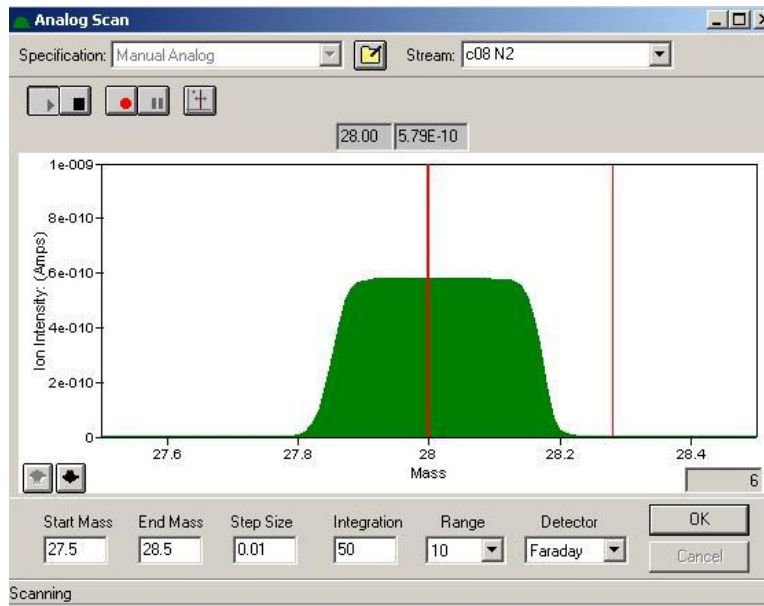 Analog Scan
Specification: Manual Analog Stream: c08 N2
28.00 5.79E-10
1e-009
8e-010
6e-010
4e-010
2e-010
0
Ion Intensity: (Amps)
27.6 27.8 28 28.2 28.4
Mass
6
Start Mass End Mass Step Size Integration Range Detector OK
27.5 28.5 0.01 50 10 Faraday Cancel
Scanning